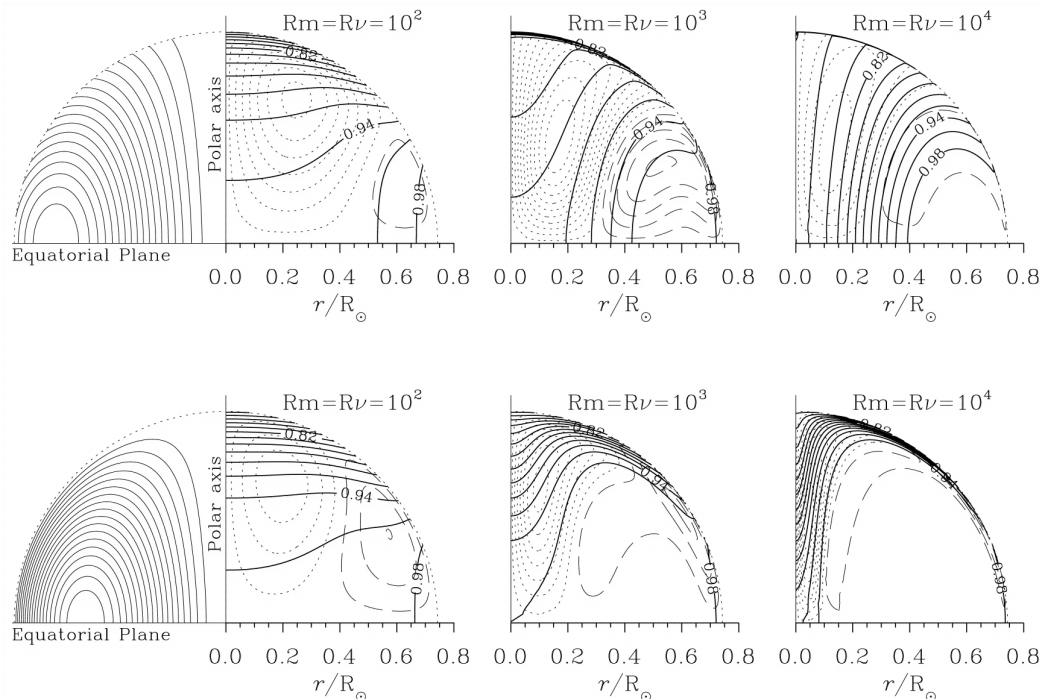 Rm=Rν=10² Rm=Rν=10³ Rm=Rν=10⁴
0.82 0.82 0.82
Polar axis
0.94 0.94 0.94
0.98 0.98 0.98
Equatorial Plane
0.0 0.2 0.4 0.6 0.8 0.0 0.2 0.4 0.6 0.8 0.0 0.2 0.4 0.6 0.8
r/R⊙ r/R⊙ r/R⊙
Rm=Rν=10² Rm=Rν=10³ Rm=Rν=10⁴
0.82 0.82 0.82
Polar axis
0.94 0.94 0.94
0.98 0.98 0.98
Equatorial Plane
0.0 0.2 0.4 0.6 0.8 0.0 0.2 0.4 0.6 0.8 0.0 0.2 0.4 0.6 0.8
r/R⊙ r/R⊙ r/R⊙